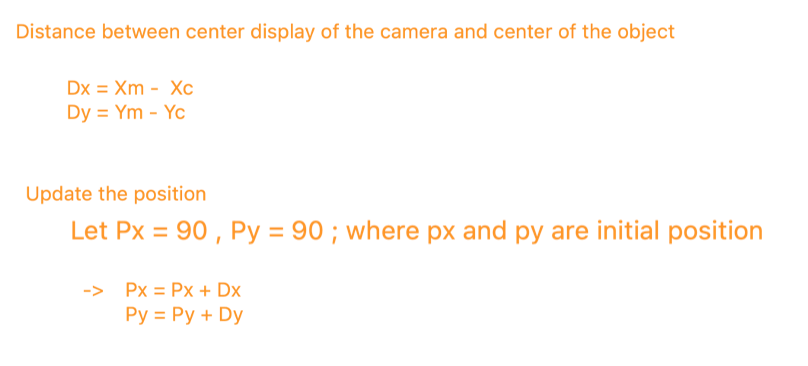 Distance between center display of the camera and center of the object
Dx = Xm - Xc
Dy = Ym - Yc
Update the position
Let Px = 90 , Py = 90 ; where px and py are initial position
-> Px = Px + Dx
Py = Py + Dy